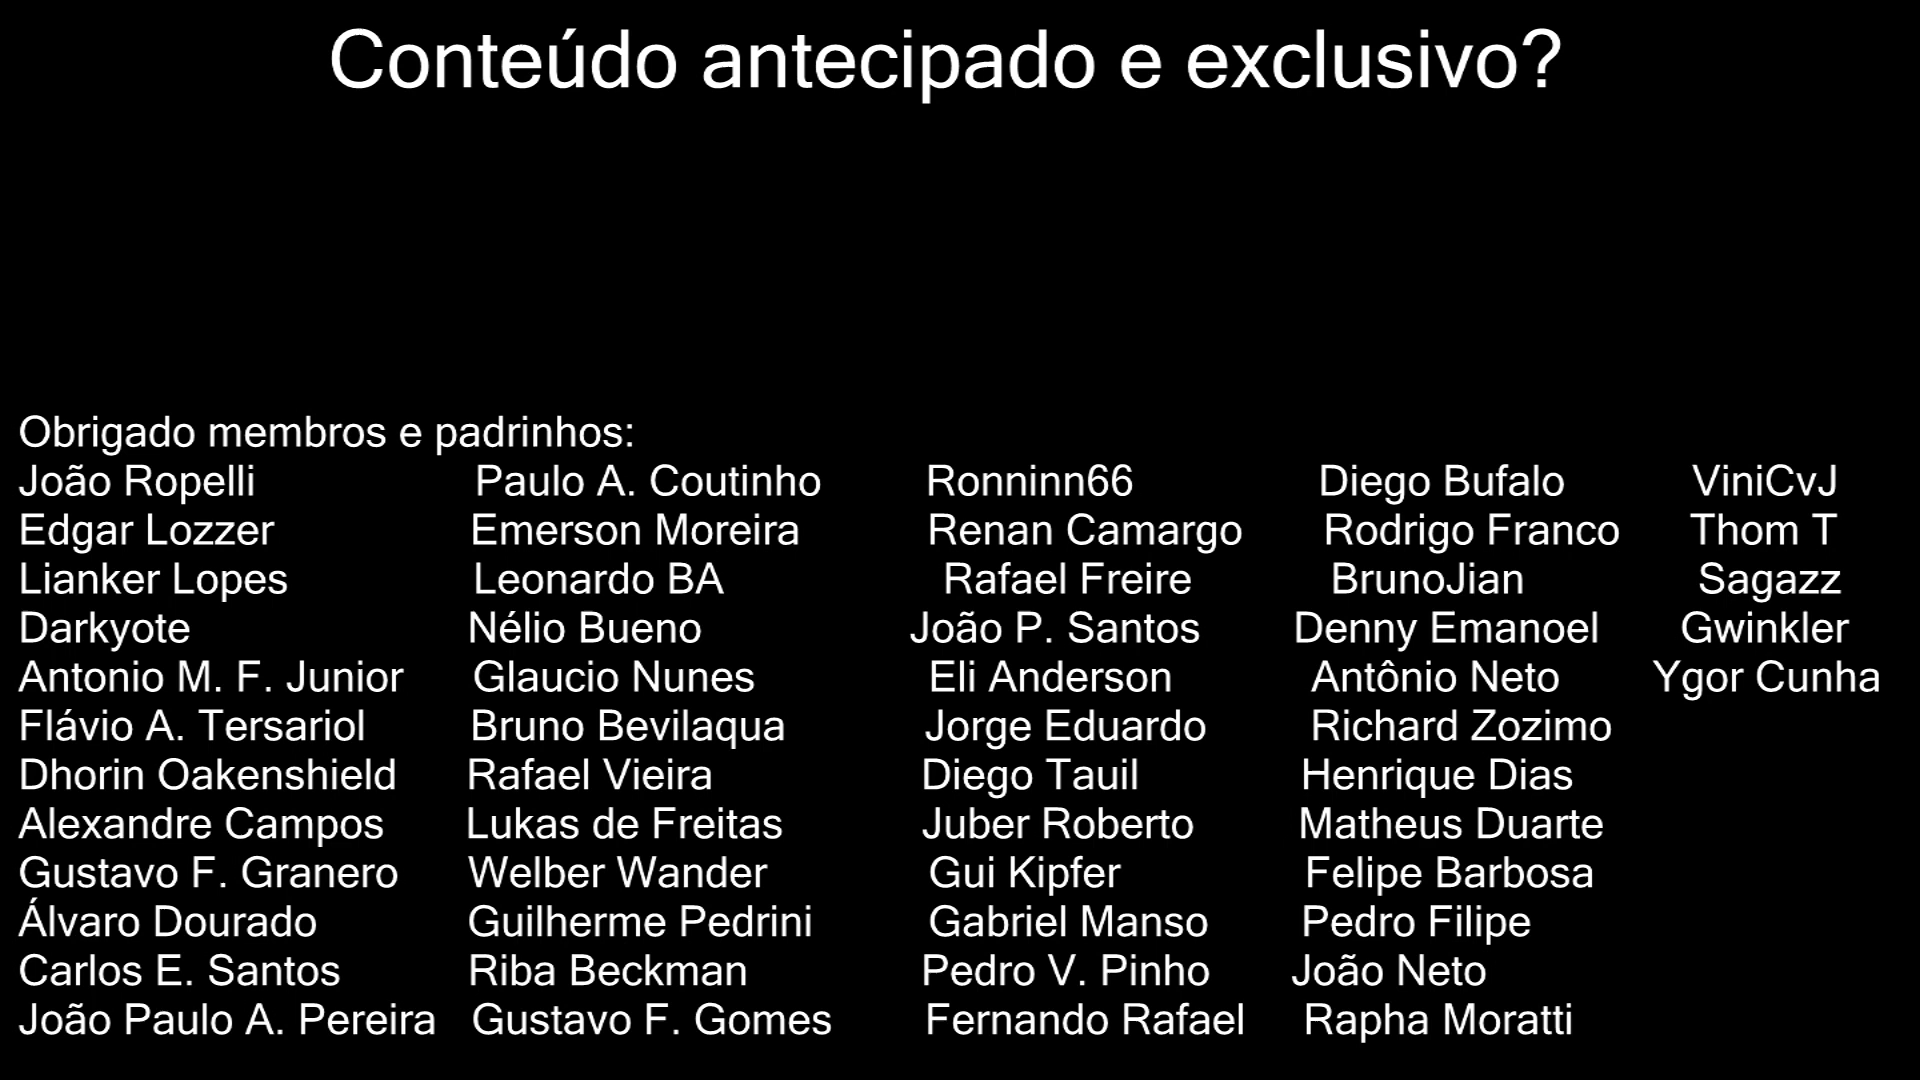 Conteúdo antecipado e exclusivo?
Obrigado membros e padrinhos:
João Ropelli Paulo A. Coutinho Ronninn66 Diego Bufalo ViniCvJ
Edgar Lozzer Emerson Moreira Renan Camargo Rodrigo Franco Thom T
Lianker Lopes Leonardo BA Rafael Freire BrunoJian Sagazz
Darkyote Nélio Bueno João P. Santos Denny Emanoel Gwinkler
Antonio M. F. Junior Glaucio Nunes Eli Anderson Antônio Neto Ygor Cunha
Flávio A. Tersariol Bruno Bevilaqua Jorge Eduardo Richard Zozimo
Dhorin Oakenshield Rafael Vieira Diego Tauil Henrique Dias
Alexandre Campos Lukas de Freitas Juber Roberto Matheus Duarte
Gustavo F. Granero Welber Wander Gui Kipfer Felipe Barbosa
Álvaro Dourado Guilherme Pedrini Gabriel Manso Pedro Filipe
Carlos E. Santos Riba Beckman Pedro V. Pinho João Neto
João Paulo A. Pereira Gustavo F. Gomes Fernando Rafael Rapha Moratti